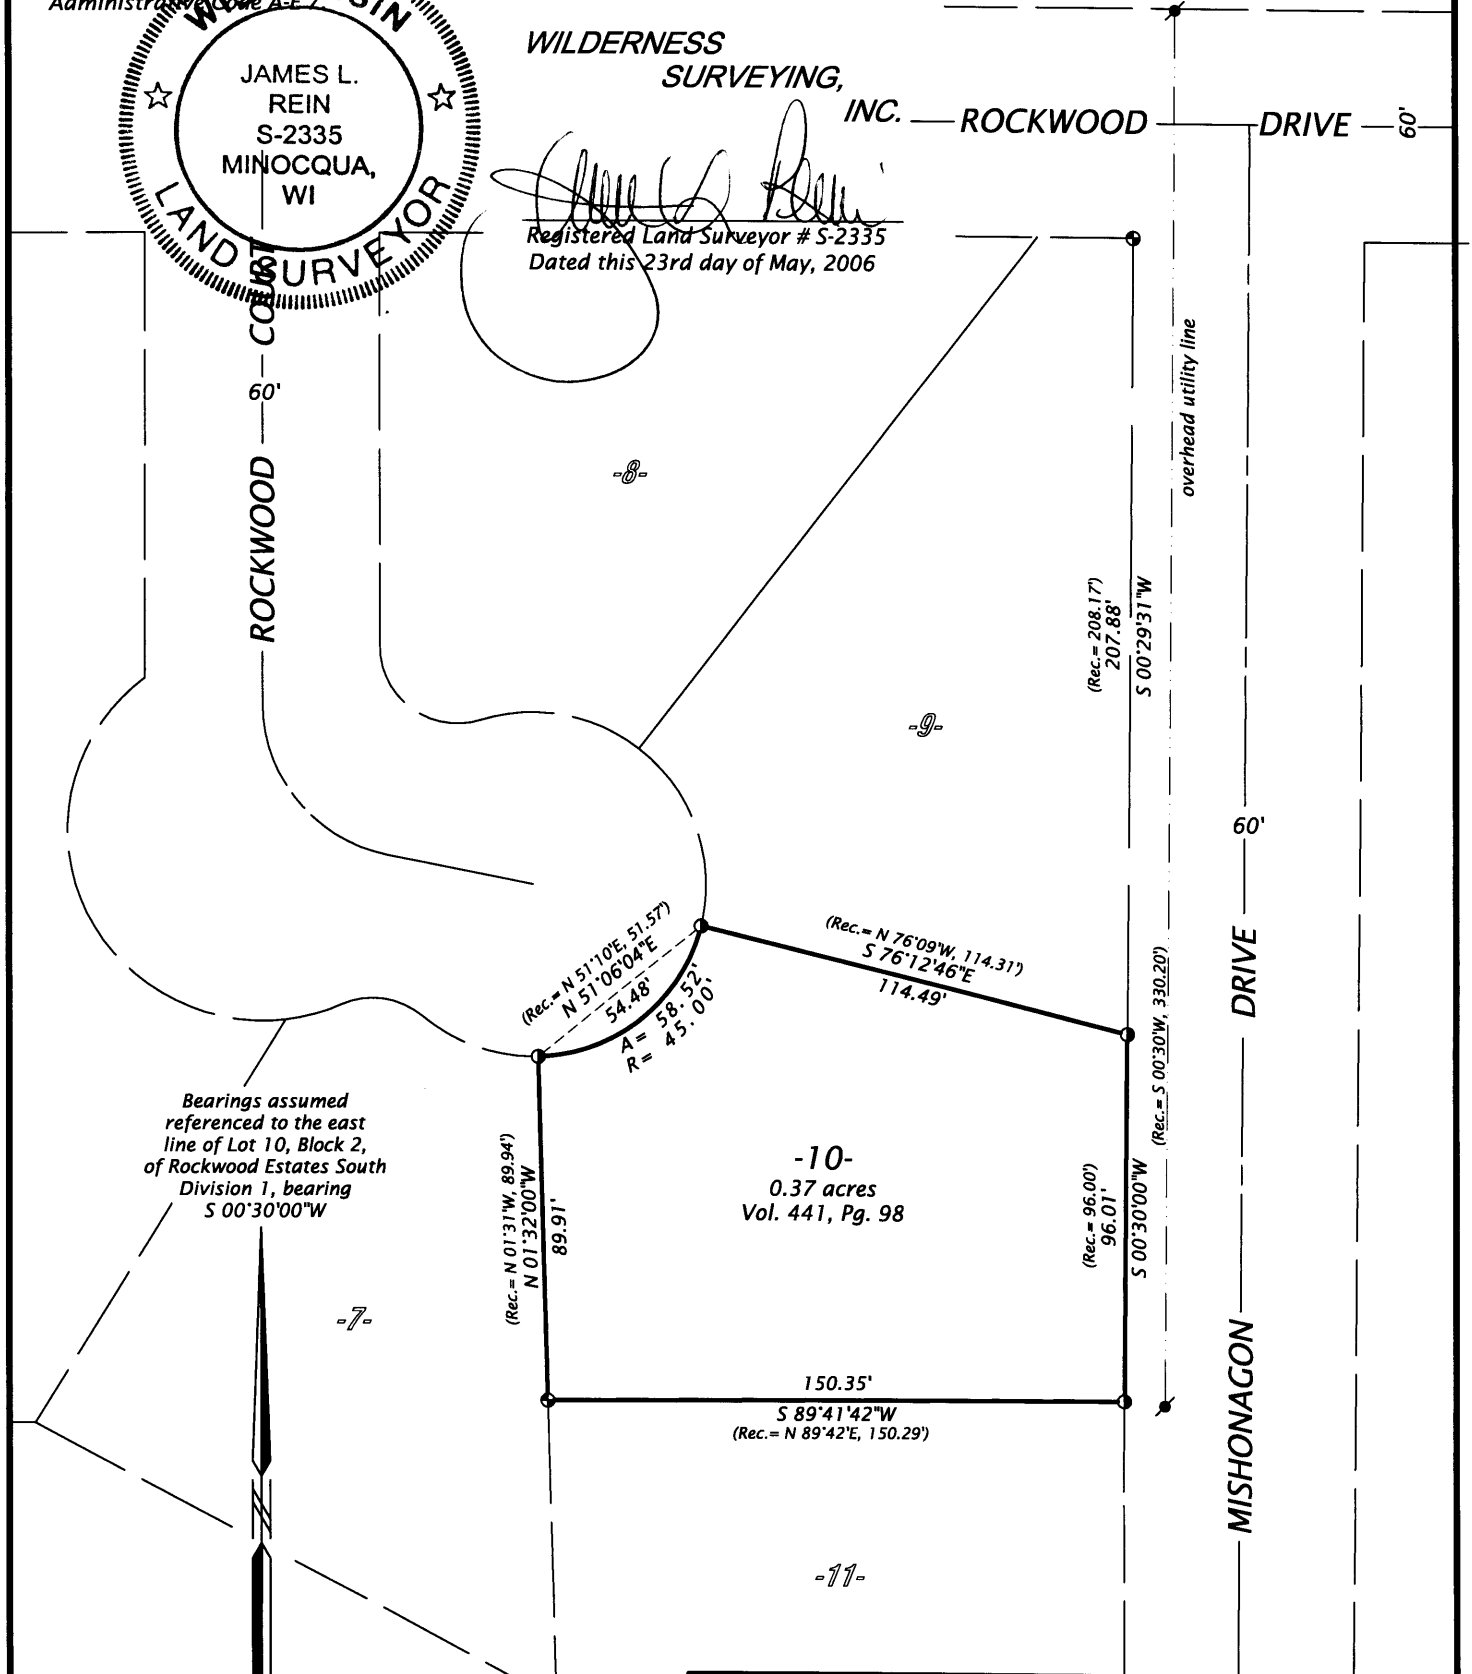 Administrative Code A-E 7.
WISCONSIN
JAMES L.
REIN
S-2335
MINOCQUA,
WI
LAND SURVEYOR
WILDERNESS
SURVEYING,
INC.
ROCKWOOD DRIVE 60'
Registered Land Surveyor # S-2335
Dated this 23rd day of May, 2006
ROCKWOOD COURT
60'
-8-
overhead utility line
(Rec.= 208.17')
207.88'
S 00°29'31"W
-9-
60'
MISHONAGON DRIVE
(Rec.= N 51°10'E, 51.57')
N 51°06'04"E
54.48'
A= 58.52'
R= 45.00'
(Rec.= N 76°09'W, 114.31')
S 76°12'46"E
114.49'
(Rec.= S 00°30'W, 330.20')
Bearings assumed
referenced to the east
line of Lot 10, Block 2,
of Rockwood Estates South
Division 1, bearing
S 00°30'00"W
(Rec.= N 01°31'W, 89.94')
N 01°32'00"W
89.91'
-10-
0.37 acres
Vol. 441, Pg. 98
(Rec.= 96.00')
96.01'
S 00°30'00"W
-7-
150.35'
S 89°41'42"W
(Rec.= N 89°42'E, 150.29')
-11-